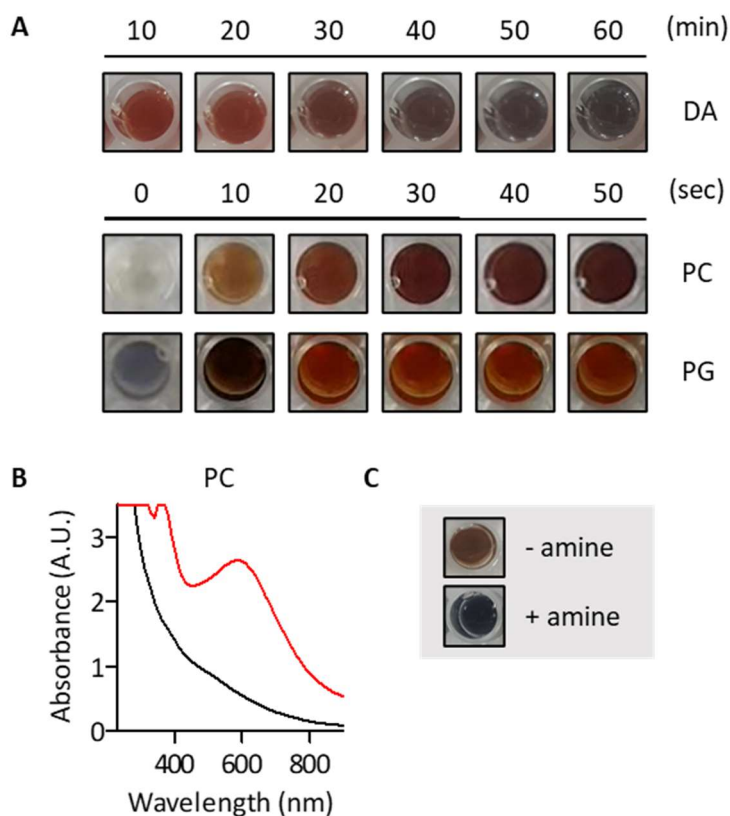 A
10 20 30 40 50 60 (min)
DA
0 10 20 30 40 50 (sec)
PC
PG
B
PC
Absorbance (A.U.)
3
2
1
0
400 600 800
Wavelength (nm)
C
- amine
+ amine